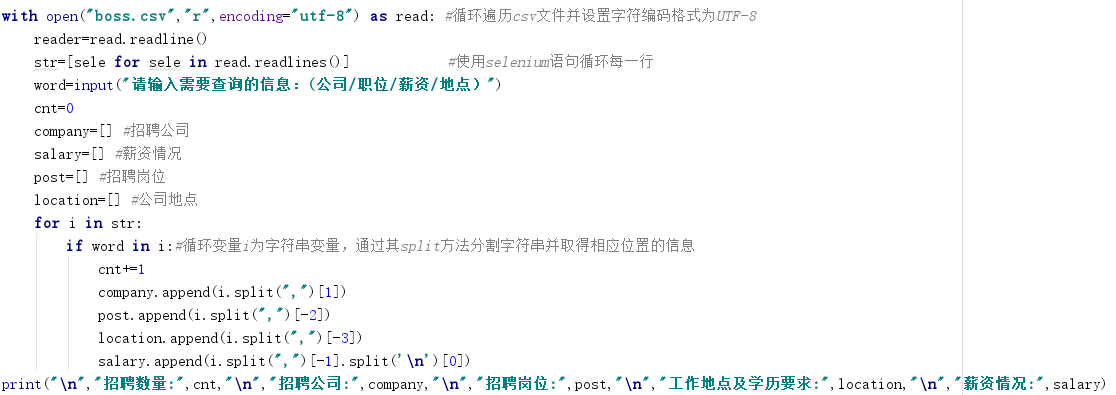 with open("boss.csv","r",encoding="utf-8") as read: #循环遍历csv文件并设置字符编码格式为UTF-8
    reader=read.readline()
    str=[sele for sele in read.readlines()]            #使用selenium语句循环每一行
    word=input("请输入需要查询的信息:(公司/职位/薪资/地点)")
    cnt=0
    company=[] #招聘公司
    salary=[] #薪资情况
    post=[] #招聘岗位
    location=[] #公司地点
    for i in str:
        if word in i:#循环变量i为字符串变量，通过其split方法分割字符串并取得相应位置的信息
            cnt+=1
            company.append(i.split(",")[1])
            post.append(i.split(",")[-2])
            location.append(i.split(",")[-3])
            salary.append(i.split(",")[-1].split('\n')[0])
print("\n","招聘数量:",cnt,"\n","招聘公司:",company,"\n","招聘岗位:",post,"\n","工作地点及学历要求:",location,"\n","薪资情况:",salary)